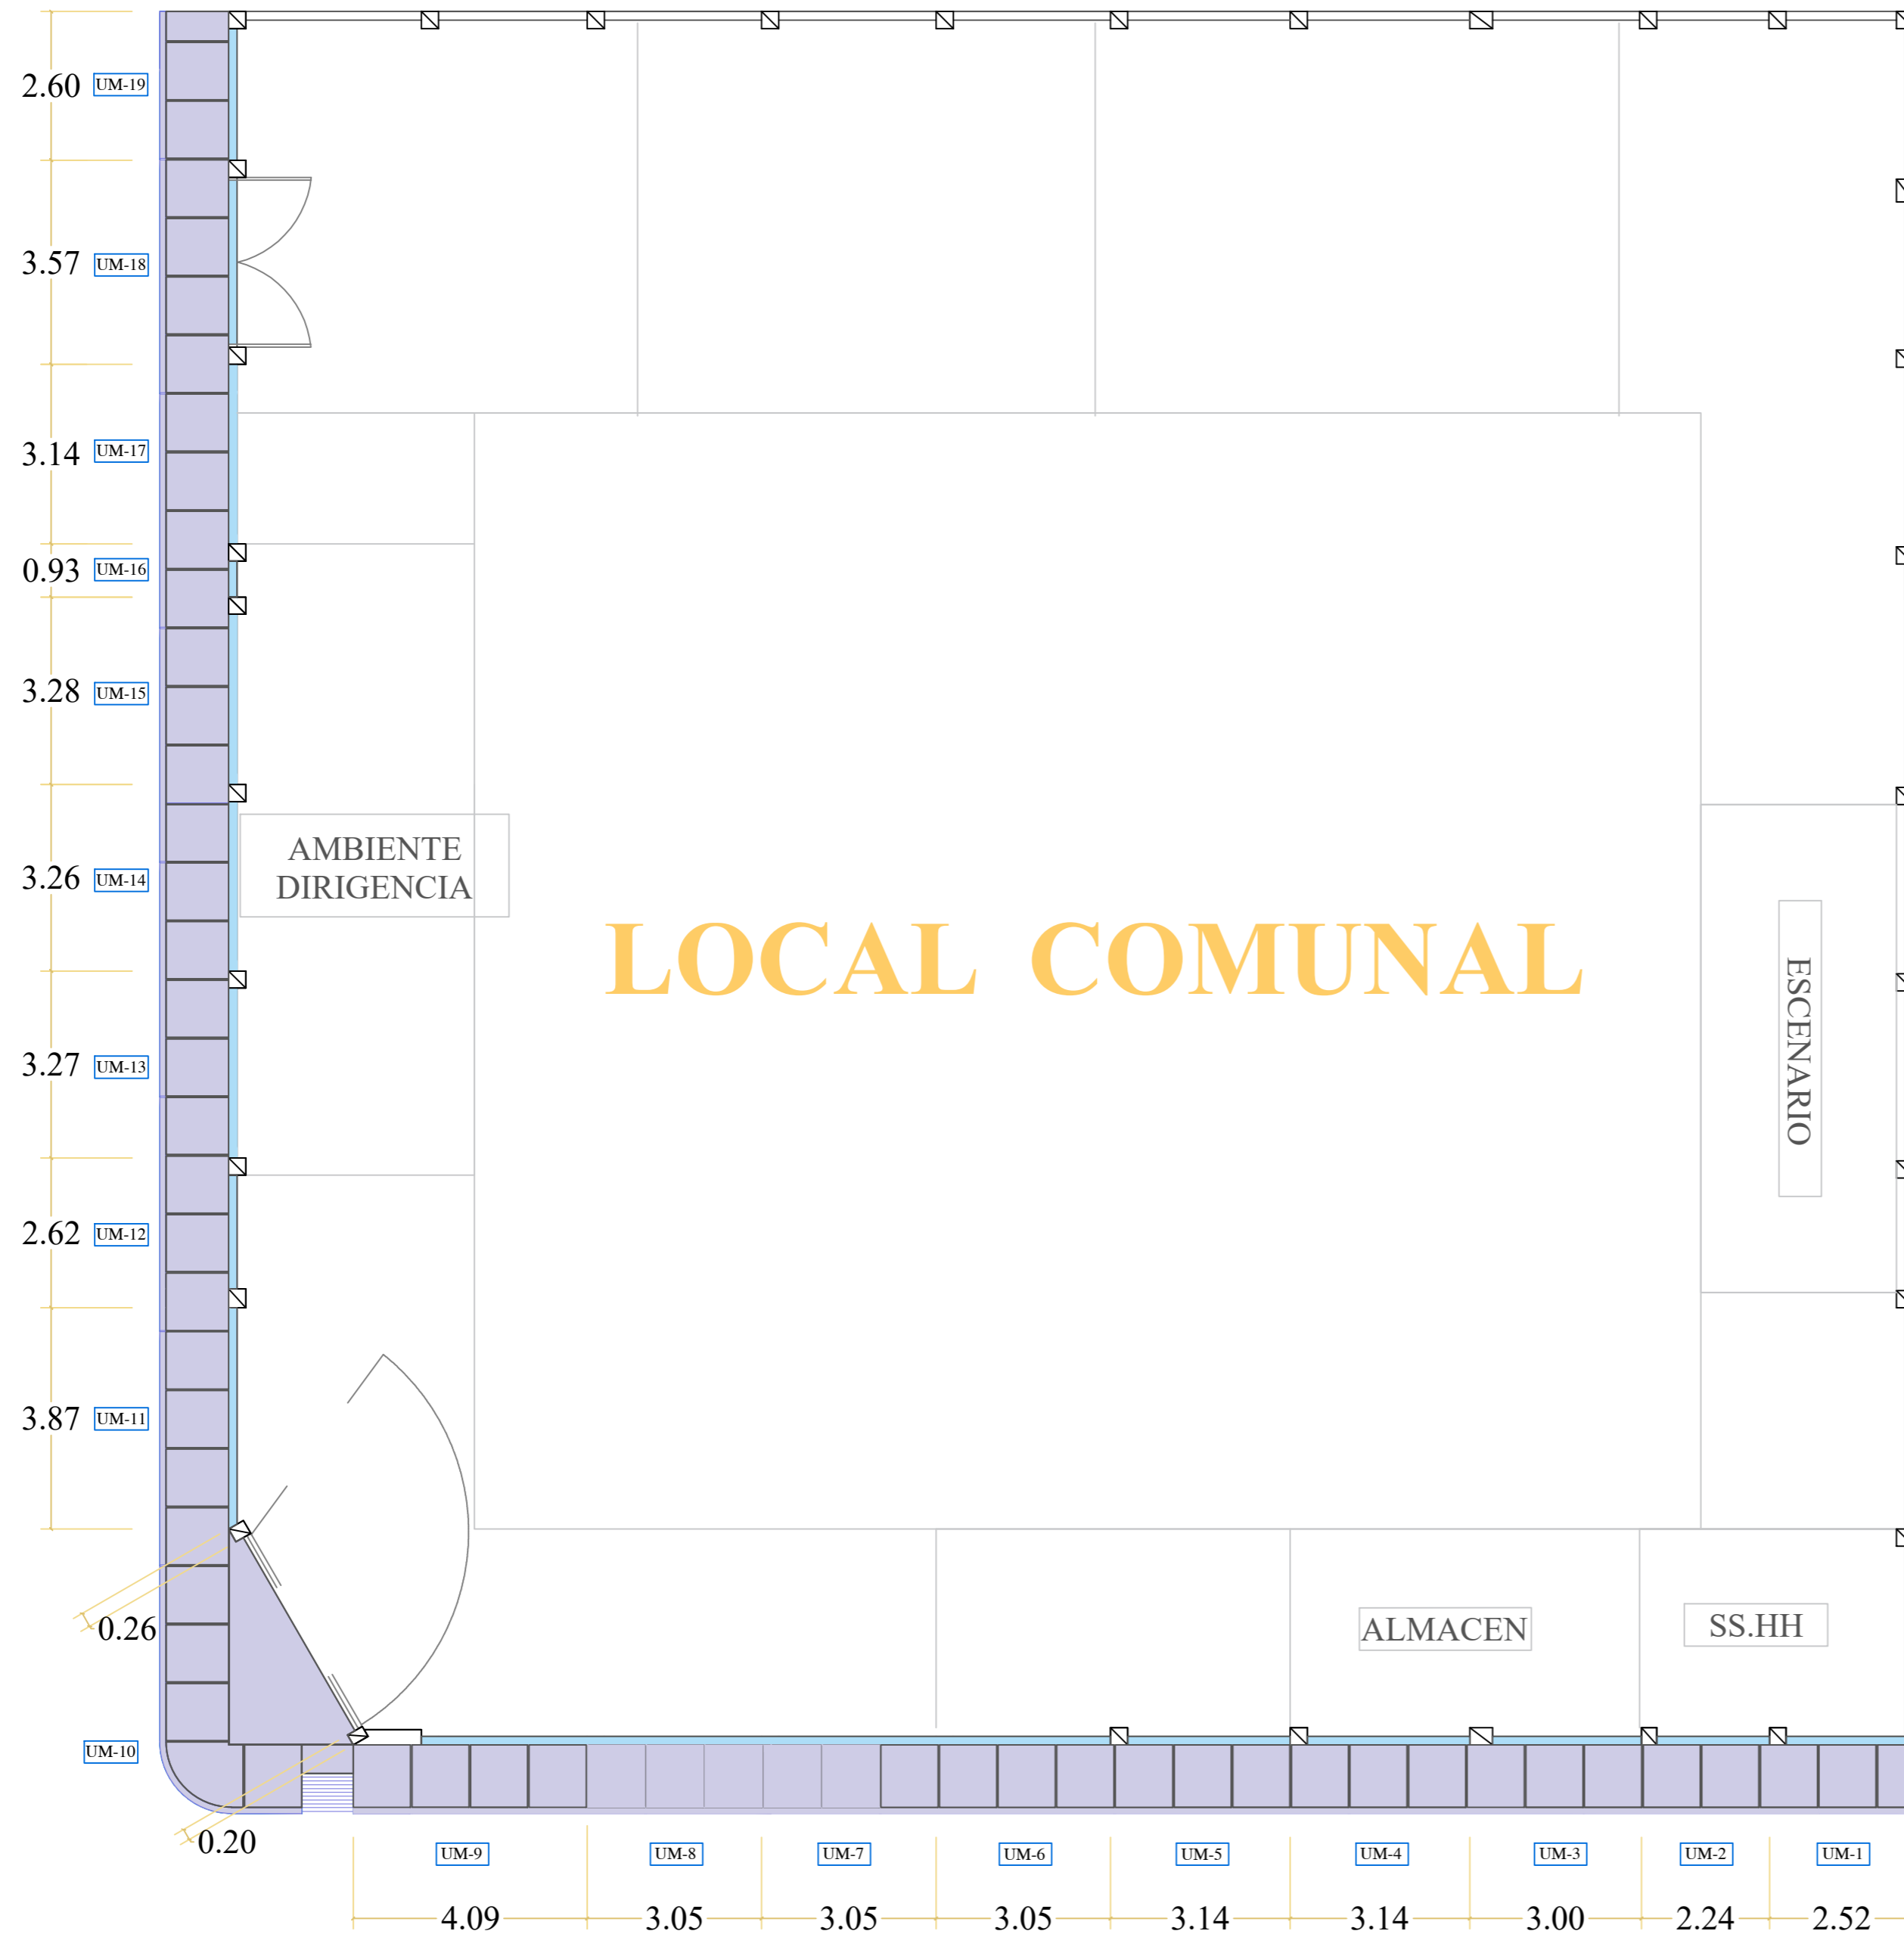 2.60 UM-19
3.57 UM-18
3.14 UM-17
0.93 UM-16
3.28 UM-15
3.26 UM-14
3.27 UM-13
2.62 UM-12
3.87 UM-11
0.26
UM-10
0.20
AMBIENTE
DIRIGENCIA
LOCAL COMUNAL
ESCENARIO
ALMACEN
SS.HH
UM-9 UM-8 UM-7 UM-6 UM-5 UM-4 UM-3 UM-2 UM-1
4.09 3.05 3.05 3.05 3.14 3.14 3.00 2.24 2.52